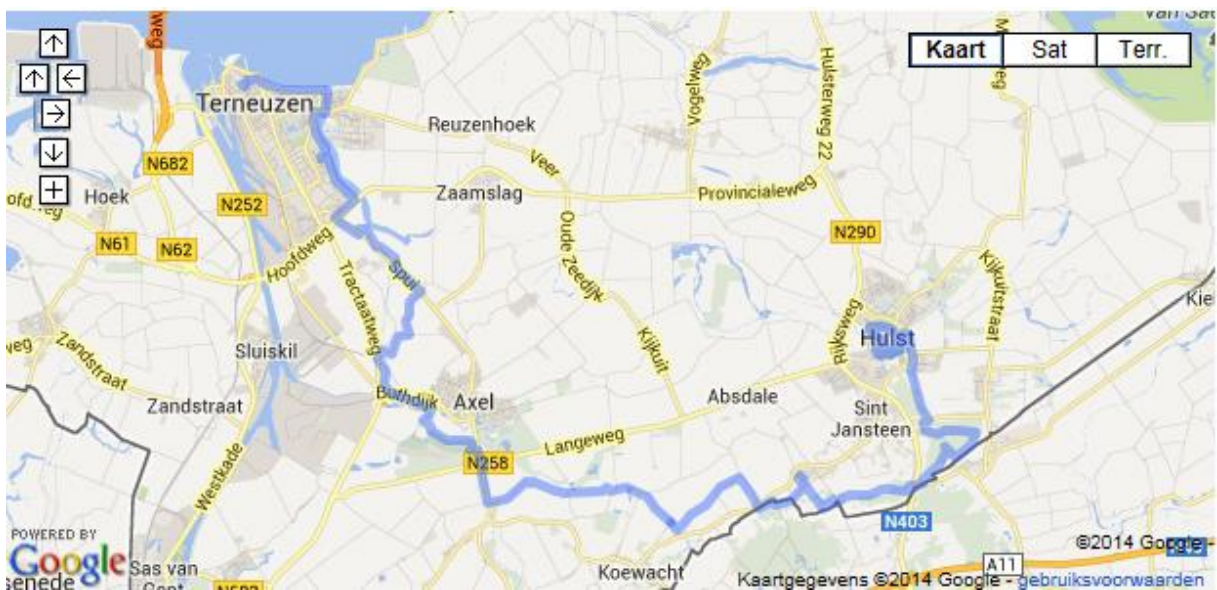 weg
Kaart
Sat
Terr.
Terneuzen
Vogelweg
Hulsterweg 22
Reuzenhoek
Veer
N682
Hoek
N252
Zaamslag
Provincialeweg
N61
N62
Hoofdweg
Spui
Oude Zeedijk
N290
Kijkuitstraat
Tractaatweg
Rijksweg
Hulst
Kijkuit
Sluiskil
Zandstraat
Zandstraat
Buthdijk
Axel
Absdale
Sint
Jansteen
Langeweg
N258
Westkade
N403
POWERED BY
Google
Sas van
Koewacht
A11
©2014 Google -
Kaartgegevens ©2014 Google - gebruiksvoorwaarden